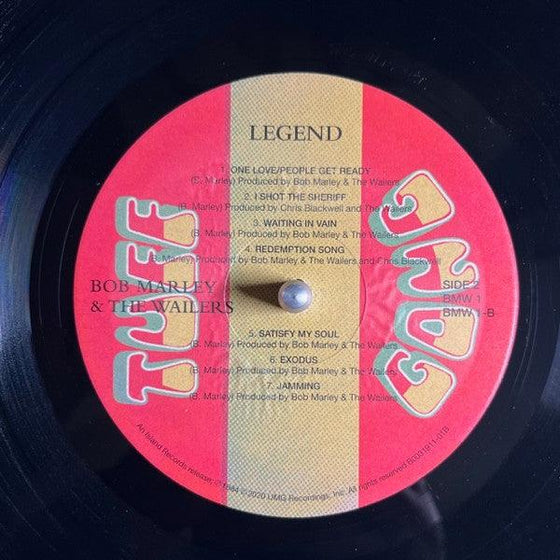 LEGEND
1. ONE LOVE/PEOPLE GET READY
(B. Marley) Produced by Bob Marley & The Wailers
2. I SHOT THE SHERIFF
(B. Marley) Produced by Chris Blackwell and The Wailers
3. WAITING IN VAIN
(B. Marley) Produced by Bob Marley & The Wailers
4. REDEMPTION SONG
(B. Marley) Produced by Bob Marley & The Wailers and Chris Blackwell
BOB MARLEY
& THE WAILERS
SIDE 2
BMW 1
BMW 1-B
5. SATISFY MY SOUL
(B. Marley) Produced by Bob Marley & The Wailers
6. EXODUS
(B. Marley) Produced by Bob Marley & The Wailers
7. JAMMING
(B. Marley) Produced by Bob Marley & The Wailers
TUFF
GONG
An Island Records release; ℗ 1984 © 2020 UMG Recordings, Inc. All rights reserved B0031911-01B